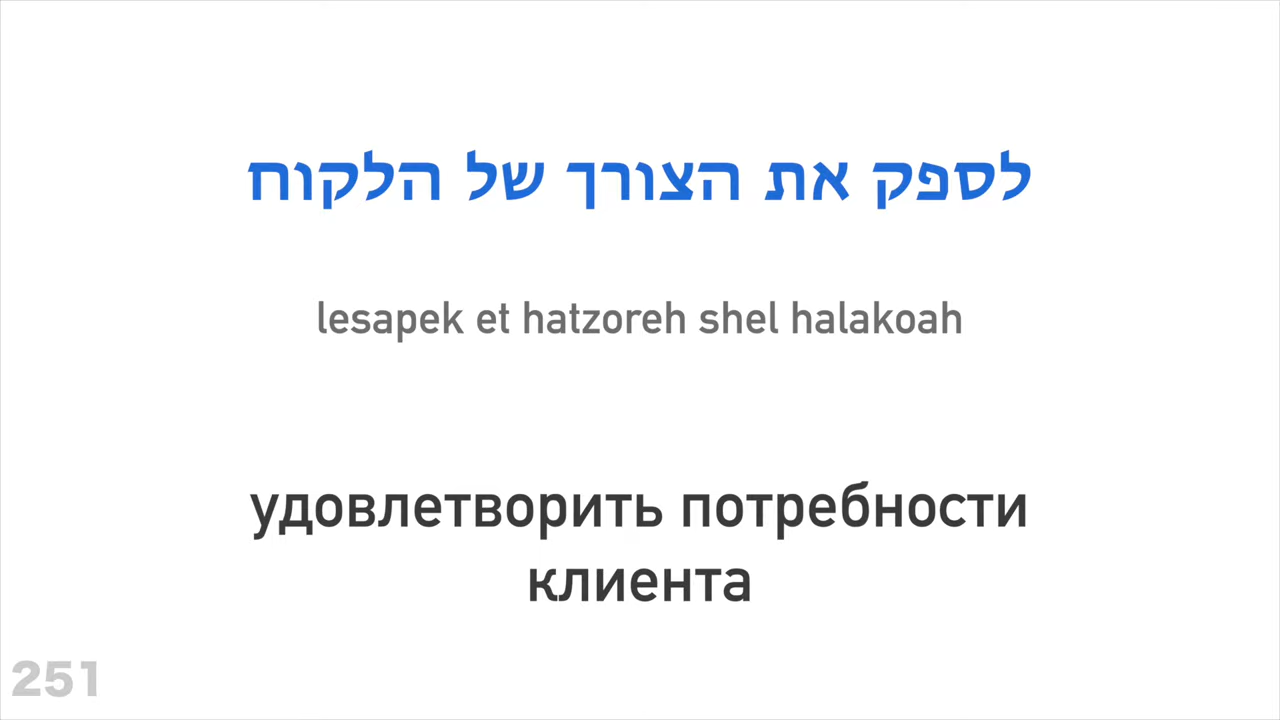 לספק את הצורך של הלקוח
lesapek et hatzoreh shel halakoah
удовлетворить потребности
клиента
251